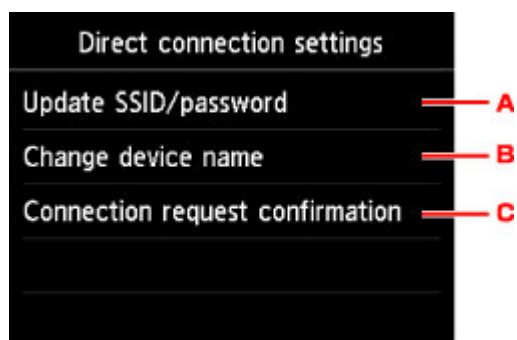 Direct connection settings
Update SSID/password A
Change device name B
Connection request confirmation C